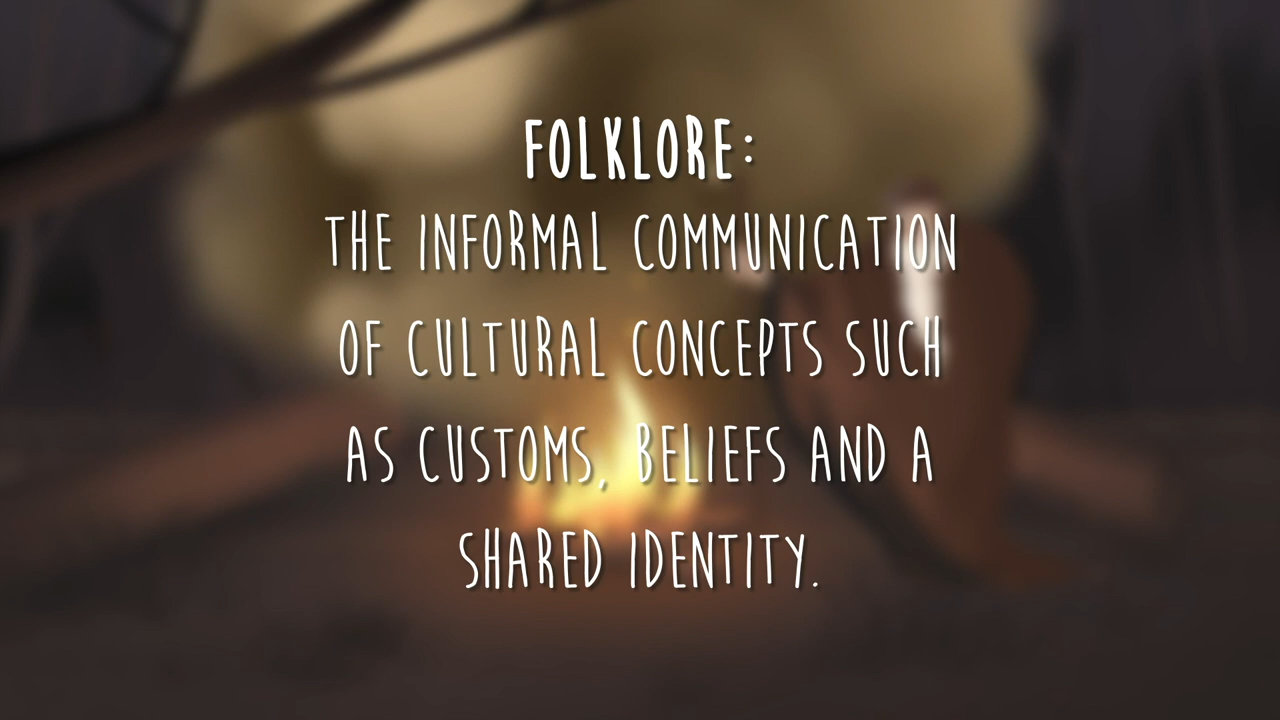 FOLKLORE:
THE INFORMAL COMMUNICATION
OF CULTURAL CONCEPTS SUCH
AS CUSTOMS, BELIEFS AND A
SHARED IDENTITY.